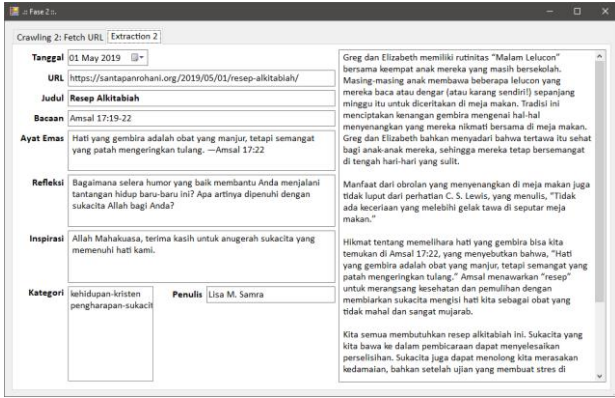 .: Fase 2 :.
Crawling 2: Fetch URL
Extraction 2
Tanggal 01 May 2019
URL https://santapanrohani.org/2019/05/01/resep-alkitabiah/
Judul Resep Alkitabiah
Bacaan Amsal 17:19-22
Ayat Emas Hati yang gembira adalah obat yang manjur, tetapi semangat
yang patah mengeringkan tulang. —Amsal 17:22
Refleksi Bagaimana selera humor yang baik membantu Anda menjalani
tantangan hidup baru-baru ini? Apa artinya dipenuhi dengan
sukacita Allah bagi Anda?
Inspirasi Allah Mahakuasa, terima kasih untuk anugerah sukacita yang
memenuhi hati kami.
Kategori kehidupan-kristen
pengharapan-sukacit
Penulis Lisa M. Samra
Greg dan Elizabeth memiliki rutinitas “Malam Lelucon”
bersama keempat anak mereka yang masih bersekolah.
Masing-masing anak membawa beberapa lelucon yang
mereka baca atau dengar (atau karang sendiri!) sepanjang
minggu itu untuk diceritakan di meja makan. Tradisi ini
menciptakan kenangan gembira mengenai hal-hal
menyenangkan yang mereka nikmati bersama di meja makan.
Greg dan Elizabeth bahkan menyadari bahwa tertawa itu sehat
bagi anak-anak mereka, sehingga mereka tetap bersemangat
di tengah hari-hari yang sulit.
Manfaat dari obrolan yang menyenangkan di meja makan juga
tidak luput dari perhatian C. S. Lewis, yang menulis, “Tidak
ada keceriaan yang melebihi gelak tawa di seputar meja
makan.”
Hikmat tentang memelihara hati yang gembira bisa kita
temukan di Amsal 17:22, yang menyebutkan bahwa, “Hati
yang gembira adalah obat yang manjur, tetapi semangat yang
patah mengeringkan tulang.” Amsal menawarkan “resep”
untuk merangsang kesehatan dan pemulihan dengan
membiarkan sukacita mengisi hati kita sebagai obat yang
tidak mahal dan sangat mujarab.
Kita semua membutuhkan resep alkitabiah ini. Sukacita yang
kita bawa ke dalam pembicaraan dapat menyelesaikan
perselisihan. Sukacita juga dapat menolong kita merasakan
kedamaian, bahkan setelah ujian yang membuat stres di